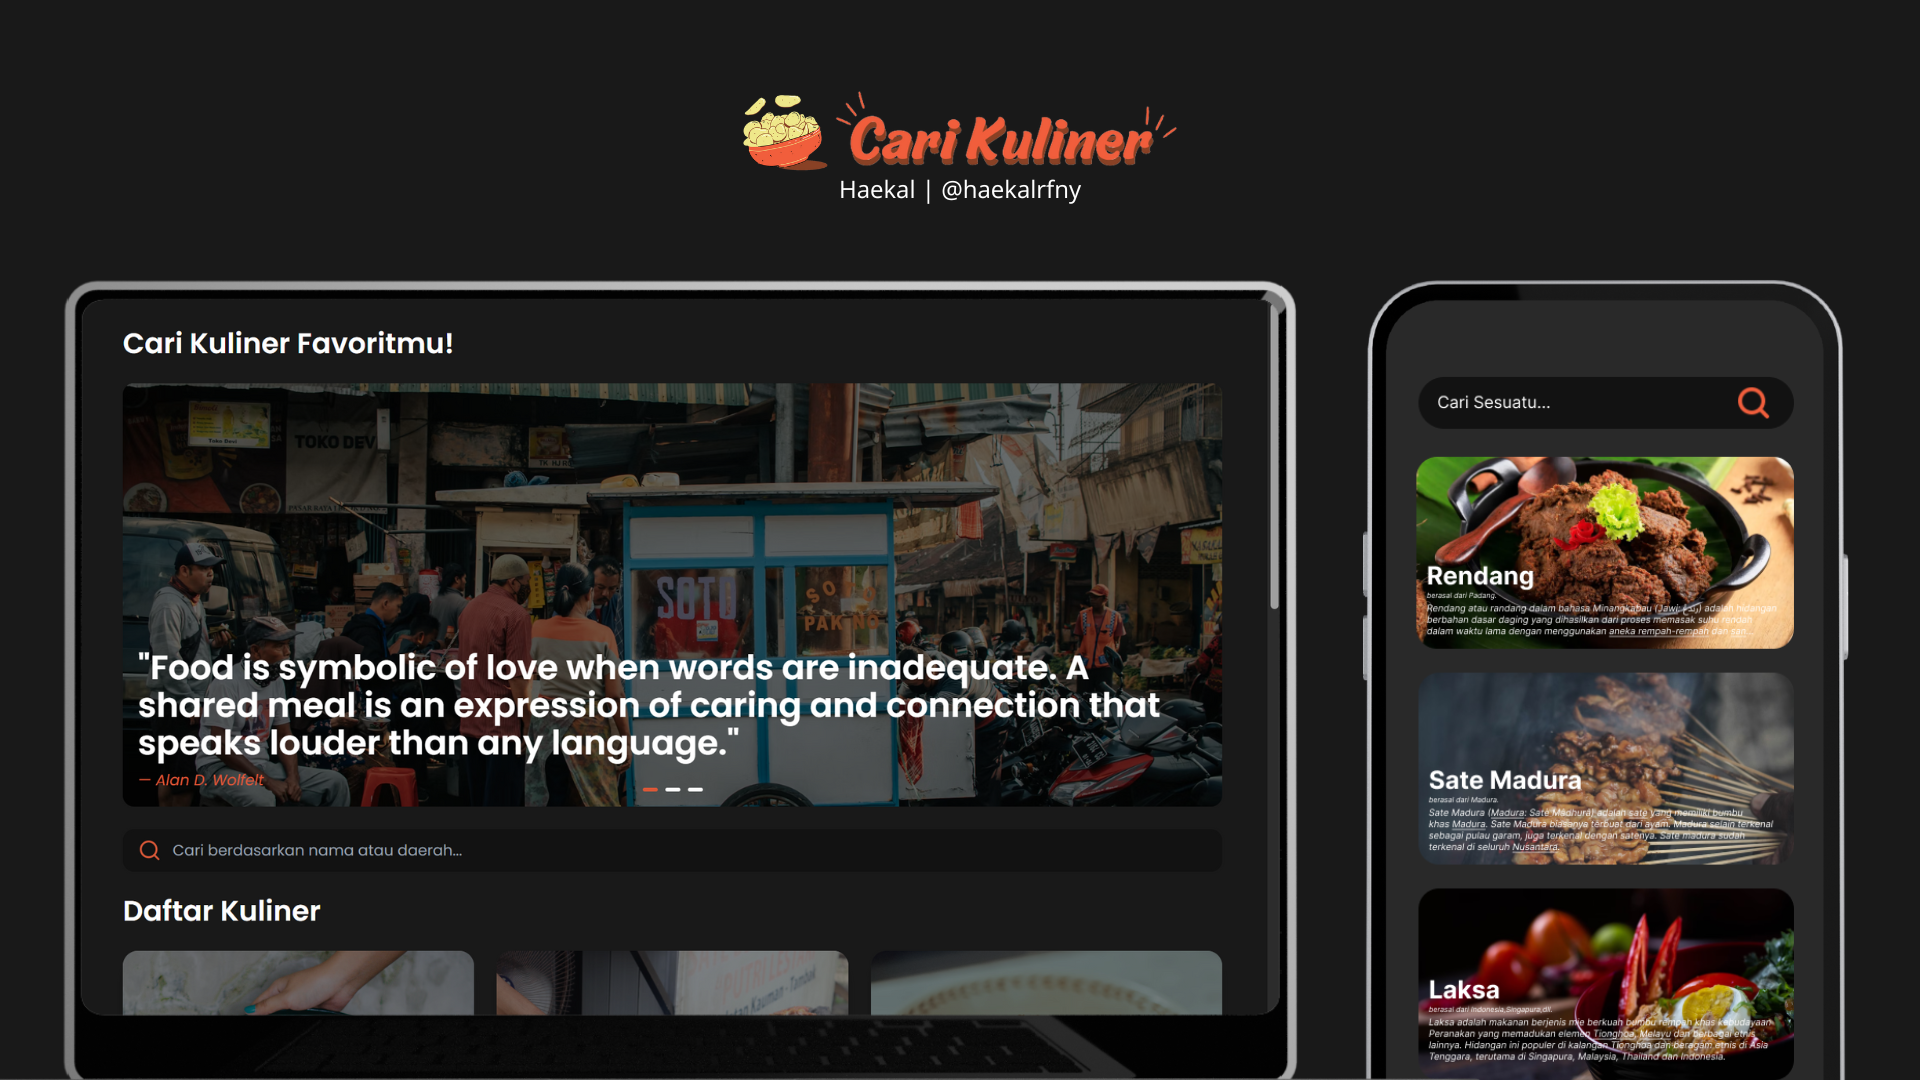 Cari Kuliner
Haekal | @haekalrfny
Cari Kuliner Favoritmu!
TOKO DEVI
SOTO
SOTO
PAK NO
"Food is symbolic of love when words are inadequate. A
shared meal is an expression of caring and connection that
speaks louder than any language."
— Alan D. Wolfelt
Cari berdasarkan nama atau daerah...
Daftar Kuliner
Cari Sesuatu...
Rendang
berasal dari Padang.
Rendang atau randang dalam bahasa Minangkabau (Jawi: ) adalah hidangan
berbahan dasar daging yang dihasilkan dari proses memasak suhu rendah
dalam waktu lama dengan menggunakan aneka rempah-rempah dan san...
Sate Madura
berasal dari Madura.
Sate Madura (Madura: Satè Madhurâ) adalah sate yang memiliki bumbu
khas Madura. Sate Madura biasanya terbuat dari ayam. Madura selain terkenal
sebagai pulau garam, juga terkenal dengan satenya. Sate madura sudah
terkenal di seluruh Nusantara.
Laksa
berasal dari Indonesia,Singapura,dll.
Laksa adalah makanan berjenis mie berkuah bumbu rempah khas kebudayaan
Peranakan yang memadukan elemen Tionghoa, Melayu dan berbagai etnis
lainnya. Hidangan ini populer di kalangan Tionghoa dan beragam etnis di Asia
Tenggara, terutama di Singapura, Malaysia, Thailand dan Indonesia.